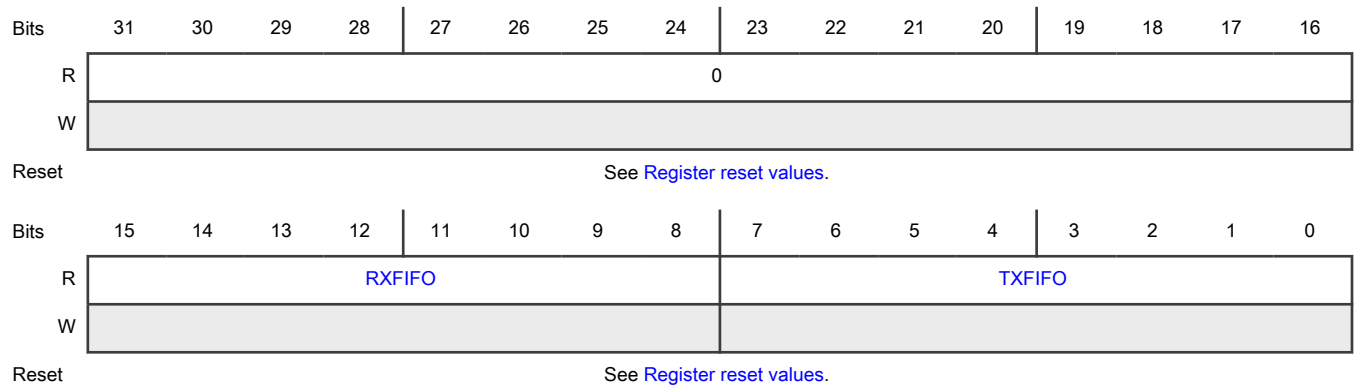 Bits 31 30 29 28 27 26 25 24 23 22 21 20 19 18 17 16
R 0
W
Reset See Register reset values.
Bits 15 14 13 12 11 10 9 8 7 6 5 4 3 2 1 0
R RXFIFO TXFIFO
W
Reset See Register reset values.